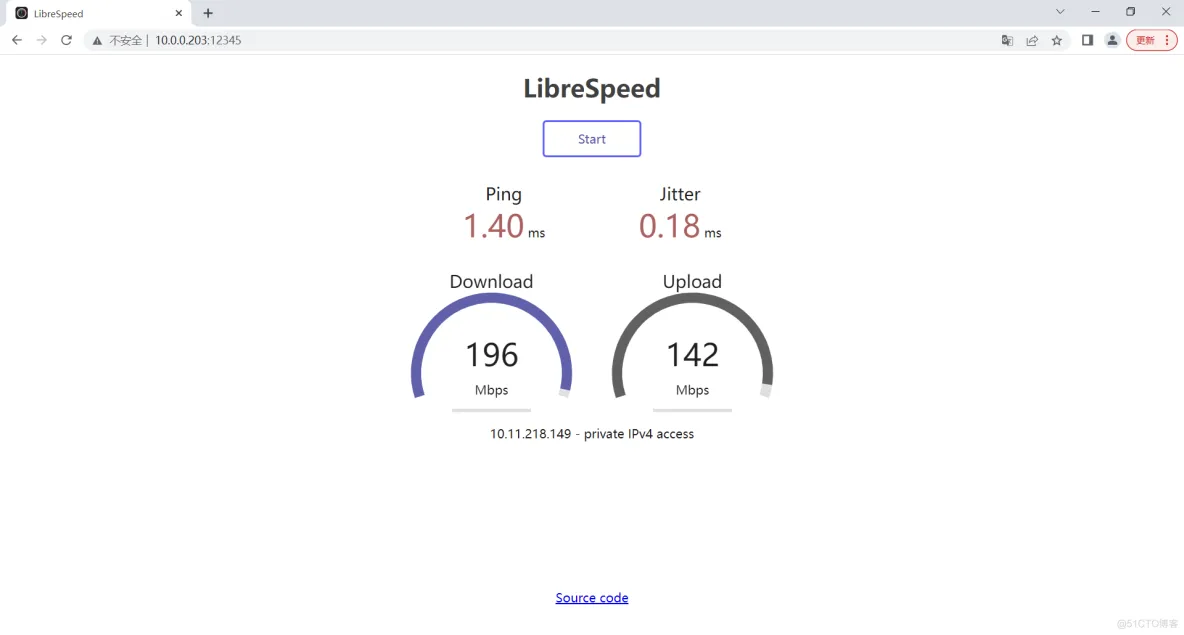 LibreSpeed
不安全 | 10.0.0.203:12345
更新
LibreSpeed
Start
Ping Jitter
1.40 ms 0.18 ms
Download Upload
196 142
Mbps Mbps
10.11.218.149 - private IPv4 access
Source code
@51CTO博客